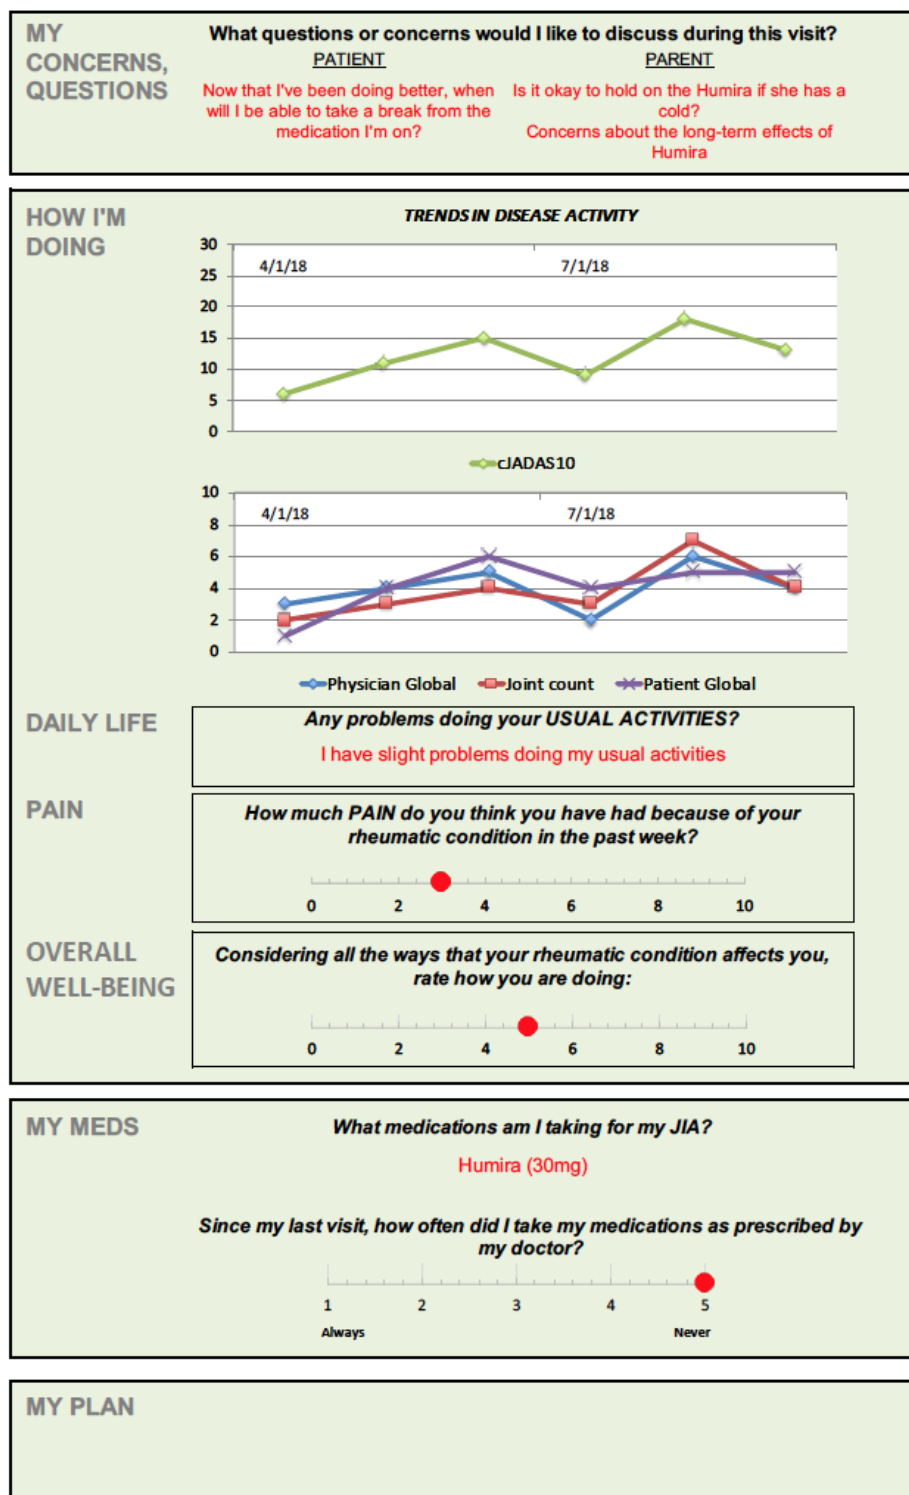 MY CONCERNS, QUESTIONS
What questions or concerns would I like to discuss during this visit?
PATIENT
Now that I've been doing better, when
will I be able to take a break from the
medication I'm on?
PARENT
Is it okay to hold on the Humira if she has a
cold?
Concerns about the long-term effects of
Humira
HOW I'M
DOING
TRENDS IN DISEASE ACTIVITY
30
25
20
15
10
5
0
4/1/18
7/1/18
cJADAS10
10
8
6
4
2
0
4/1/18
7/1/18
Physician Global Joint count Patient Global
DAILY LIFE
Any problems doing your USUAL ACTIVITIES?
I have slight problems doing my usual activities
PAIN
How much PAIN do you think you have had because of your
rheumatic condition in the past week?
0 2 4 6 8 10
OVERALL
WELL-BEING
Considering all the ways that your rheumatic condition affects you,
rate how you are doing:
0 2 4 6 8 10
MY MEDS
What medications am I taking for my JIA?
Humira (30mg)
Since my last visit, how often did I take my medications as prescribed by
my doctor?
1 2 3 4 5
Always Never
MY PLAN